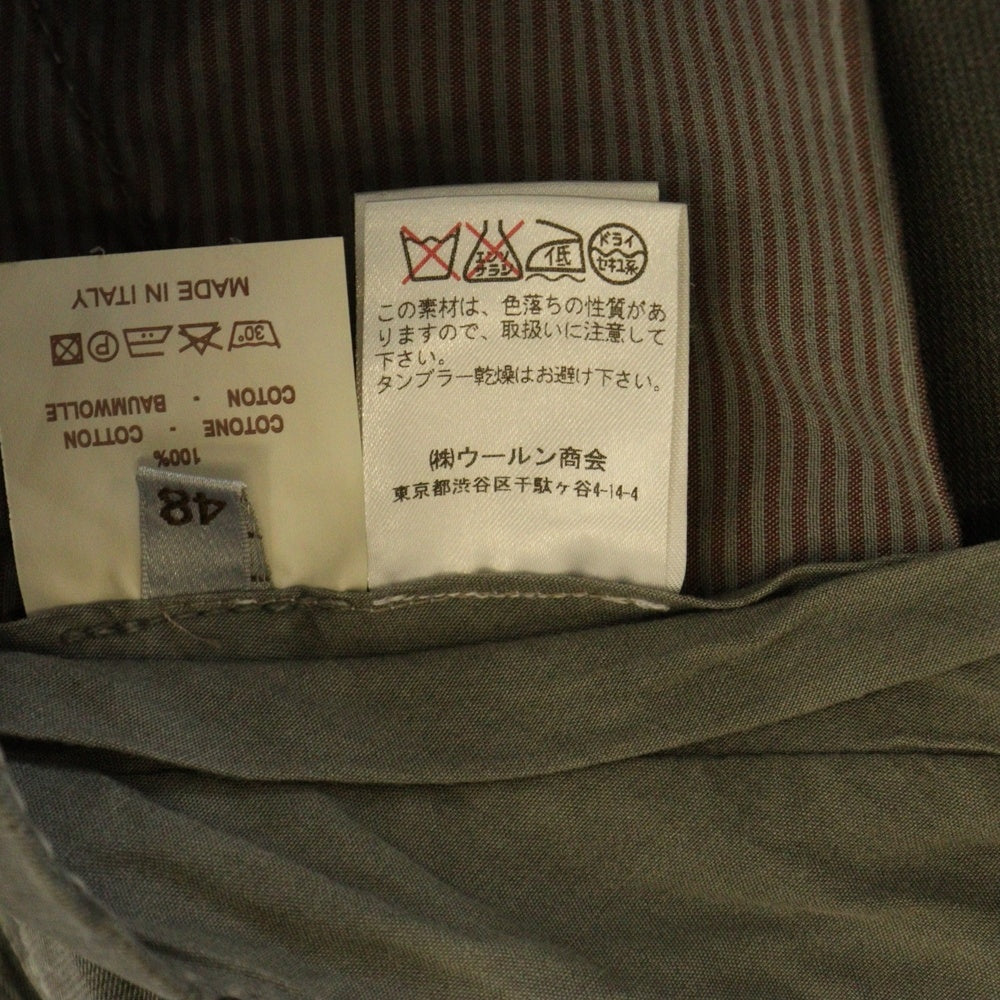 エンソ
サラシ
低
ドライ
セキユ系
この素材は、色落ちの性質があ
りますので、取扱いに注意して
下さい。
タンブラー乾燥はお避け下さい。
(株)ウールン商会
東京都渋谷区千駄ヶ谷4-14-4
48
100%
COTONE - COTTON
COTON - BAUMWOLLE
30°
P
MADE IN ITALY